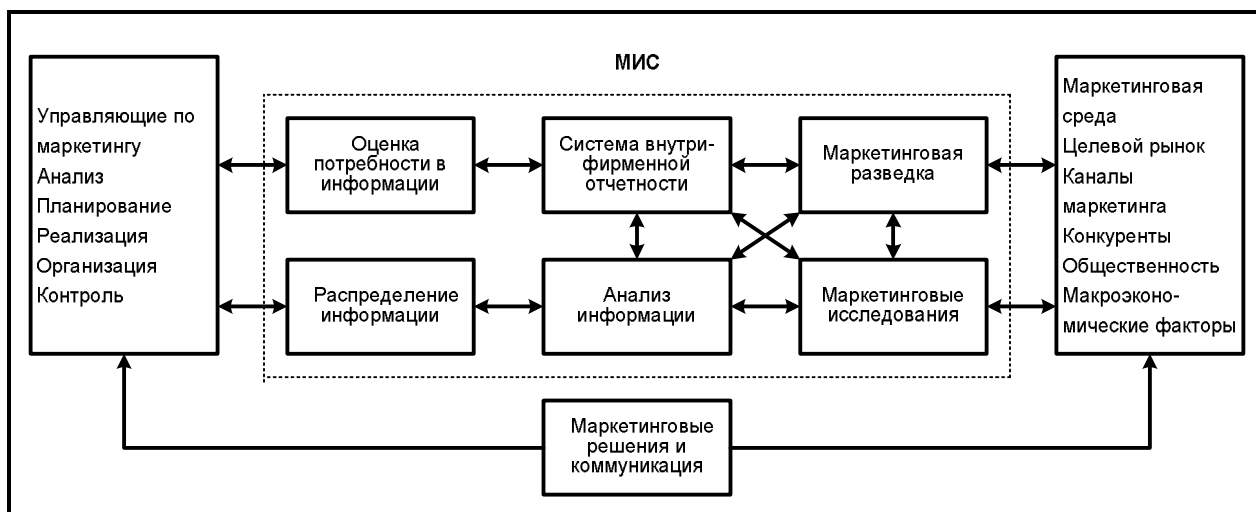 МИС
Управляющие по
маркетингу
Анализ
Планирование
Реализация
Организация
Контроль
Оценка
потребности в
информации
Система внутри-
фирменной
отчетности
Маркетинговая
разведка
Распределение
информации
Анализ
информации
Маркетинговые
исследования
Маркетинговая
среда
Целевой рынок
Каналы
маркетинга
Конкуренты
Общественность
Макроэконо-
мические факторы
Маркетинговые
решения и
коммуникация